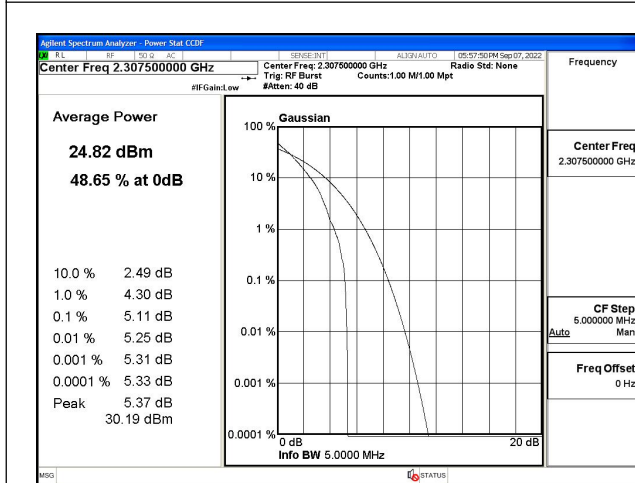 Agilent Spectrum Analyzer - Power Stat CCDF
RL RF 50 Ω AC SENSE:INT ALIGNAUTO 05:57:50PM Sep 07, 2022
Center Freq 2.307500000 GHz
Center Freq: 2.307500000 GHz Radio Std: None
Trig: RF Burst Counts:1.00 M/1.00 Mpt
#IFGain:Low #Atten: 40 dB
Frequency
Average Power
24.82 dBm
48.65 % at 0dB
10.0 % 2.49 dB
1.0 % 4.30 dB
0.1 % 5.11 dB
0.01 % 5.25 dB
0.001 % 5.31 dB
0.0001 % 5.33 dB
Peak 5.37 dB
30.19 dBm
Gaussian
100 %
10 %
1 %
0.1 %
0.01 %
0.001 %
0.0001 %
0 dB 20 dB
Info BW 5.0000 MHz
Center Freq
2.307500000 GHz
CF Step
5.000000 MHz
Auto Man
Freq Offset
0 Hz
MSG STATUS